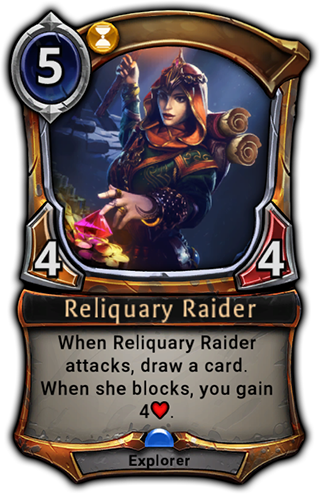 5
4
4
Reliquary Raider
When Reliquary Raider
attacks, draw a card.
When she blocks, you gain
4♥.
Explorer